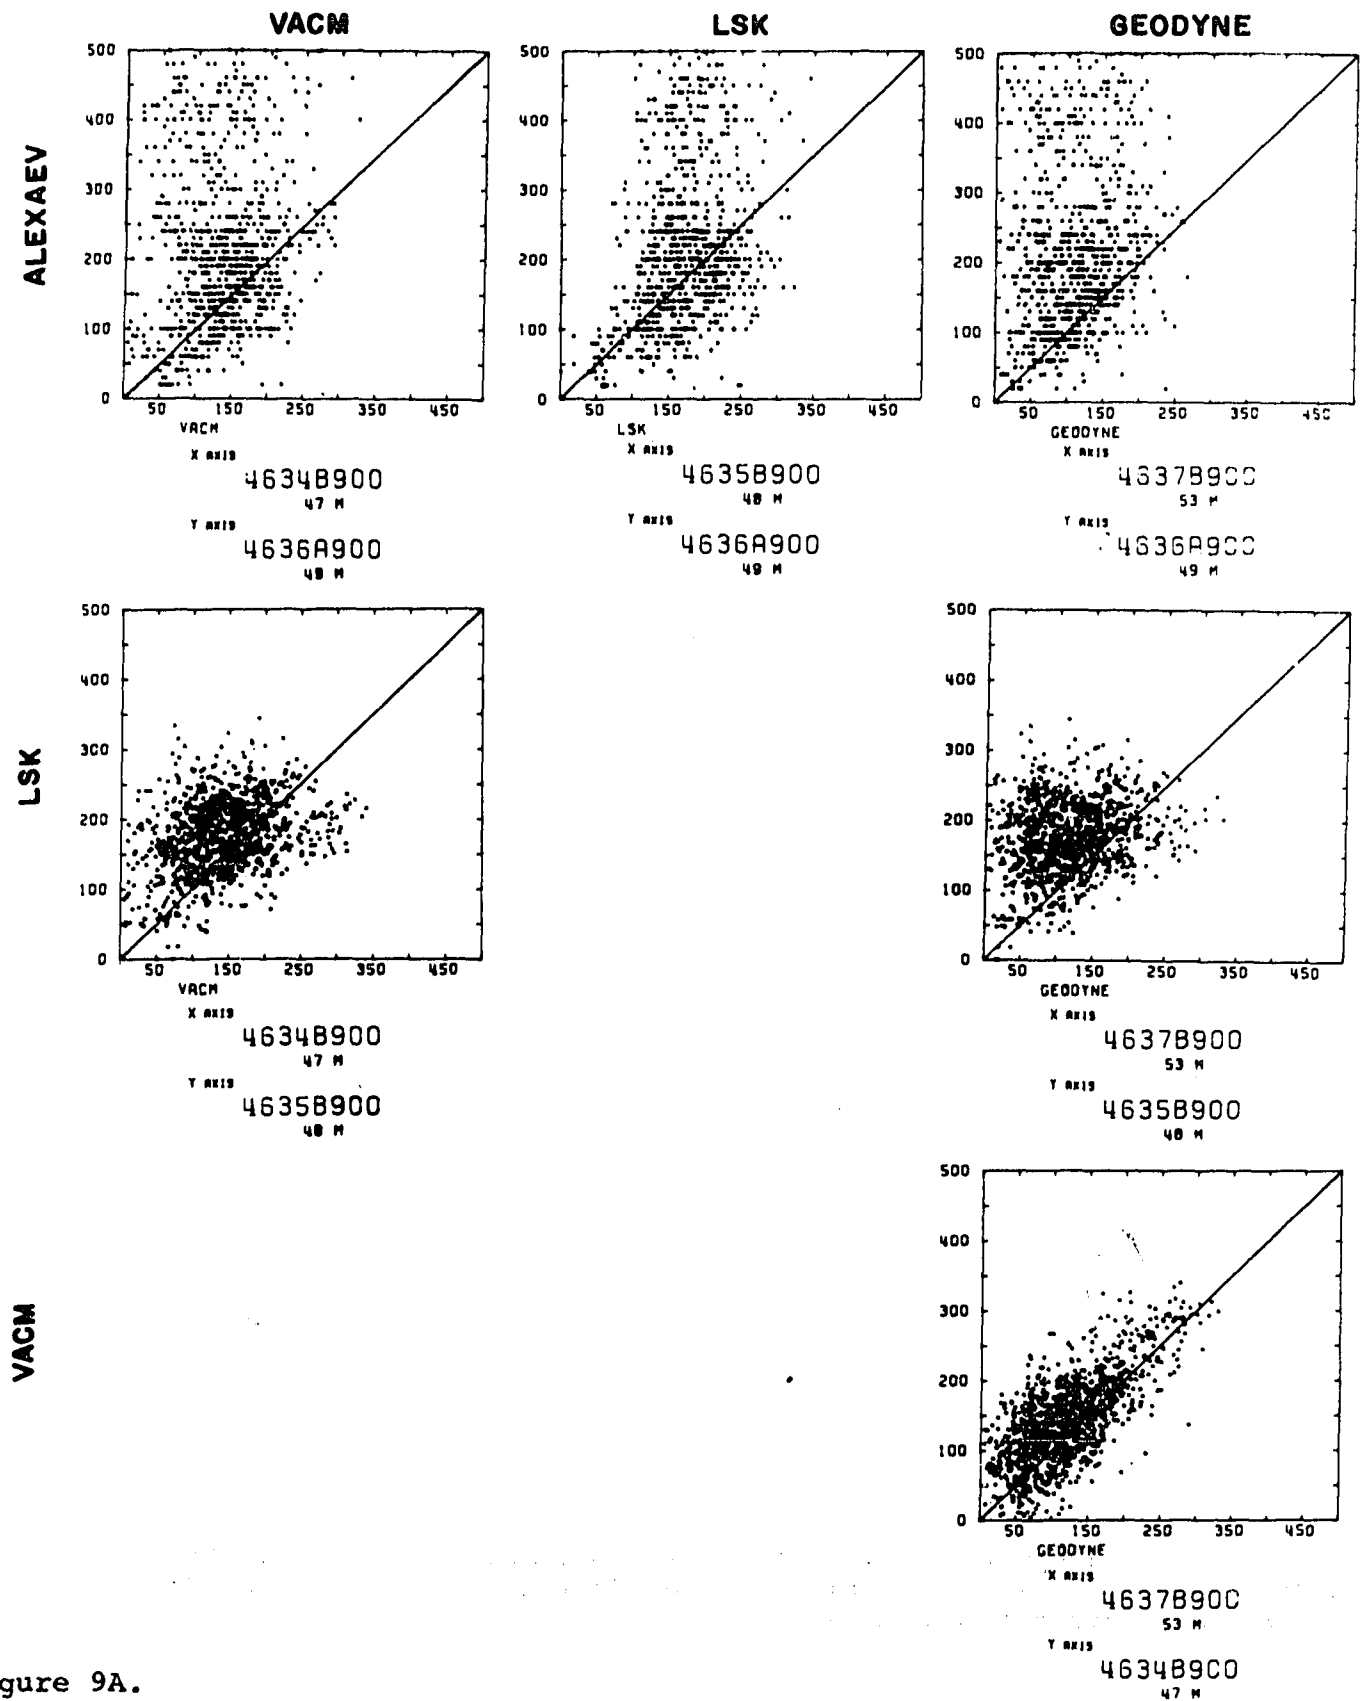 VACM LSK GEODYNE
ALEXAEV
500 400 300 200 100 0
50 150 250 350 450
VACM
X AXIS
4634B900
47 M
Y AXIS
4636A900
49 M
500 400 300 200 100 0
50 150 250 350 450
LSK
X AXIS
4635B900
48 M
Y AXIS
4636A900
49 M
500 400 300 200 100 0
50 150 250 350 450
GEODYNE
X AXIS
4637B900
53 M
Y AXIS
4636A900
49 M
LSK
500 400 300 200 100 0
50 150 250 350 450
VACM
X AXIS
4634B900
47 M
Y AXIS
4635B900
48 M
500 400 300 200 100 0
50 150 250 350 450
GEODYNE
X AXIS
4637B900
53 M
Y AXIS
4635B900
48 M
VACM
500 400 300 200 100 0
50 150 250 350 450
GEODYNE
X AXIS
4637B900
53 M
Y AXIS
4634B900
47 M
gure 9A.